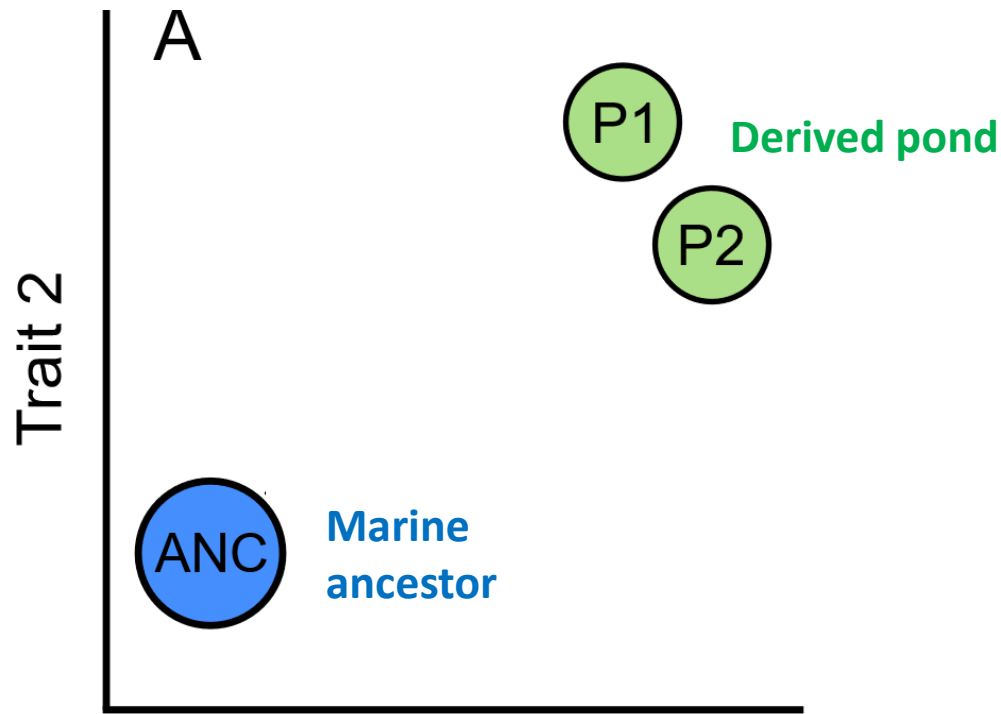 A
P1
Derived pond
P2
Trait 2
ANC
Marine
ancestor